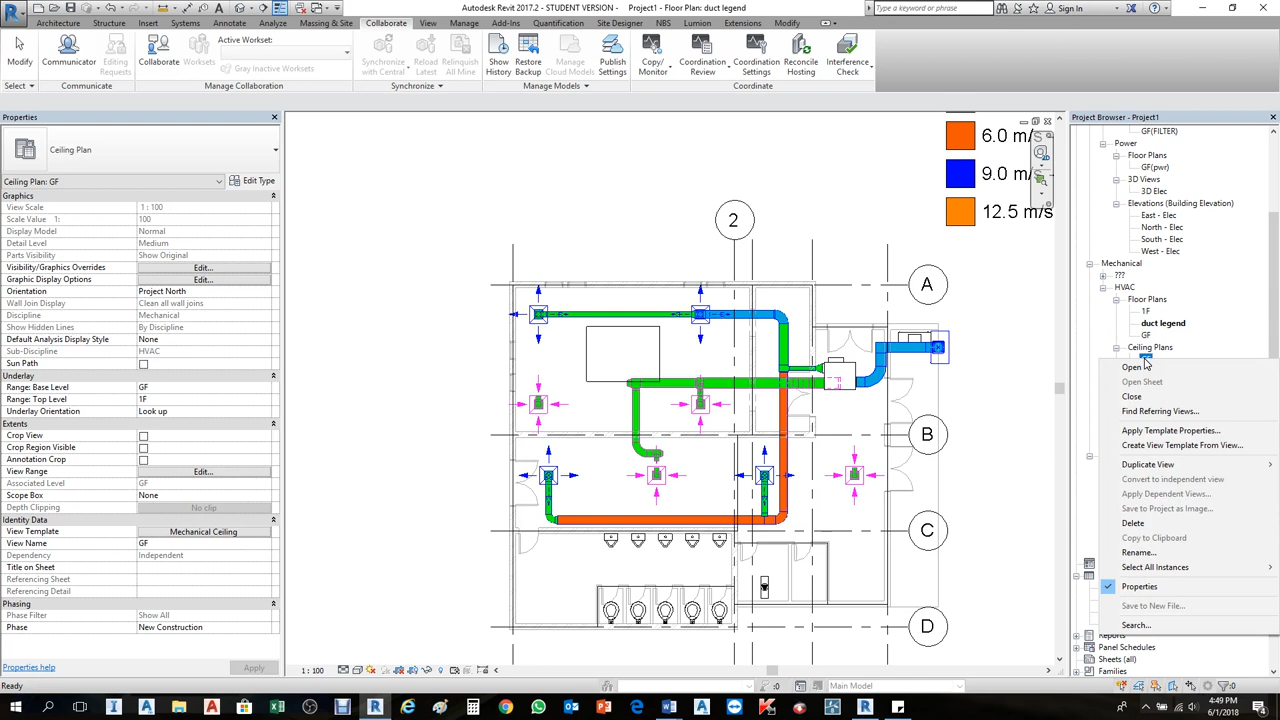 Autodesk Revit 2017.2 - STUDENT VERSION - Project1 - Floor Plan: duct legend
Type a keyword or phrase
Sign In
Architecture Structure Insert Systems Annotate Analyze Massing & Site Collaborate View Manage Add-Ins Quantification Site Designer NBS Lumion Extensions Modify
Modify
Communicator
Editing Requests
Collaborate
Worksets
Active Workset:
Gray Inactive Worksets
Synchronize with Central
Reload Latest
Relinquish All Mine
Show History
Restore Backup
Manage Cloud Models
Publish Settings
Copy/ Monitor
Coordination Review
Coordination Settings
Reconcile Hosting
Interference Check
Select Communicate Manage Collaboration Synchronize Manage Models Coordinate
Properties
Ceiling Plan
Ceiling Plan: GF
Edit Type
Graphics
View Scale 1 : 100
Scale Value 1: 100
Display Model Normal
Detail Level Medium
Parts Visibility Show Original
Visibility/Graphics Overrides Edit...
Graphic Display Options Edit...
Orientation Project North
Wall Join Display Clean all wall joins
Discipline Mechanical
Show Hidden Lines By Discipline
Default Analysis Display Style None
Sub-Discipline HVAC
Sun Path
Underlay
Range: Base Level GF
Range: Top Level 1F
Underlay Orientation Look up
Extents
Crop View
Crop Region Visible
Annotation Crop
View Range Edit...
Associated Level GF
Scope Box None
Depth Clipping No clip
Identity Data
View Template Mechanical Ceiling
View Name GF
Dependency Independent
Title on Sheet
Referencing Sheet
Referencing Detail
Phasing
Phase Filter Show All
Phase New Construction
Properties help
Apply
6.0 m/s
9.0 m/s
12.5 m/s
2
A
B
C
D
1 : 100
Project Browser - Project1
GF(FILTER)
Power
Floor Plans
GF(pwr)
3D Views
3D Elec
Elevations (Building Elevation)
East - Elec
North - Elec
South - Elec
West - Elec
Mechanical
???
HVAC
Floor Plans
1F
duct legend
GF
Ceiling Plans
Open
Open Sheet
Close
Find Referring Views...
Apply Template Properties...
Create View Template From View...
Duplicate View
Convert to independent view
Apply Dependent Views...
Save to Project as Image...
Delete
Copy to Clipboard
Rename...
Select All Instances
Properties
Save to New File...
Search...
Reports
Panel Schedules
Sheets (all)
Families
Ready
:0
Main Model
:0
4:49 PM
6/1/2018